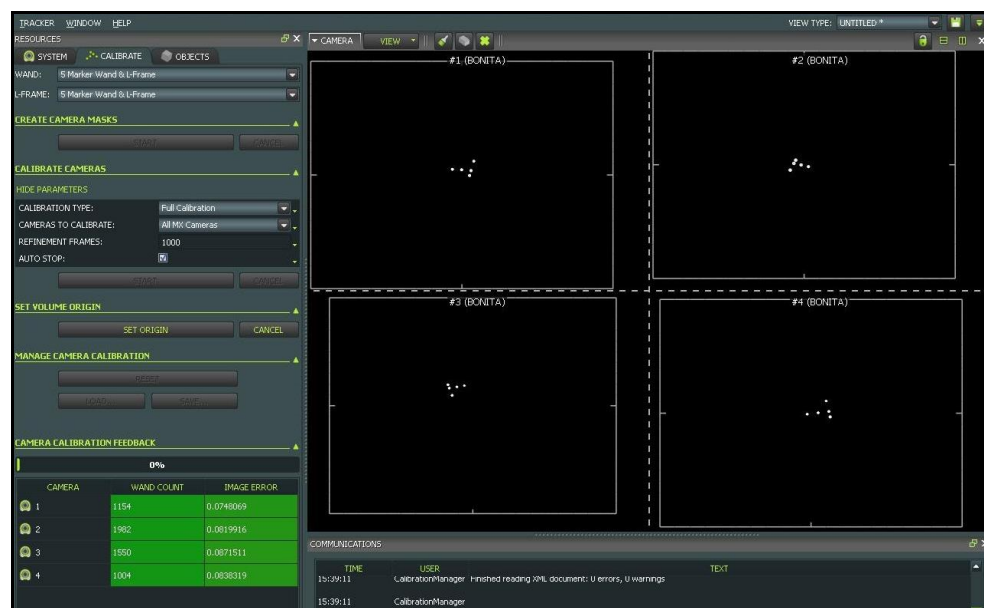 TRACKER WINDOW HELP
VIEW TYPE: UNTITLED *
RESOURCES
SYSTEM CALIBRATE OBJECTS
WAND: 5 Marker Wand & L-Frame
L-FRAME: 5 Marker Wand & L-Frame
CREATE CAMERA MASKS
START CANCEL
CALIBRATE CAMERAS
HIDE PARAMETERS
CALIBRATION TYPE: Full Calibration
CAMERAS TO CALIBRATE: All MX Cameras
REFINEMENT FRAMES: 1000
AUTO STOP:
START CANCEL
SET VOLUME ORIGIN
SET ORIGIN CANCEL
MANAGE CAMERA CALIBRATION
RESET
LOAD... SAVE...
CAMERA CALIBRATION FEEDBACK
0%
CAMERA WAND COUNT IMAGE ERROR
1 1154 0.0748069
2 1982 0.0819916
3 1550 0.0871511
4 1004 0.0838319
CAMERA VIEW
#1 (BONITA)
#2 (BONITA)
#3 (BONITA)
#4 (BONITA)
COMMUNICATIONS
TIME USER TEXT
15:39:11 CalibrationManager Finished reading XML document: 0 errors, 0 warnings
15:39:11 CalibrationManager